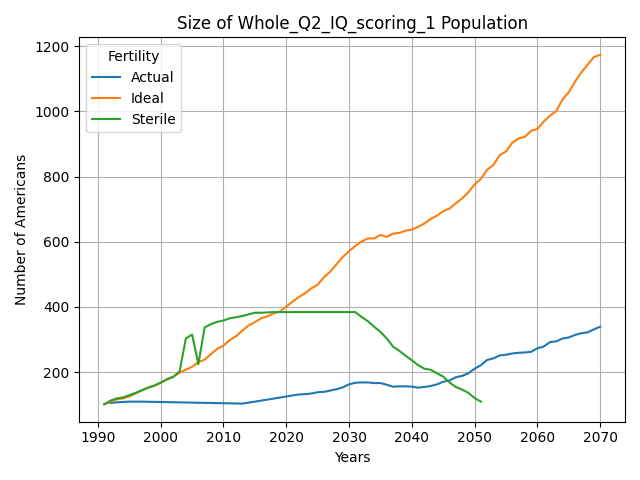 Size of Whole_Q2_IQ_scoring_1 Population
Fertility
Actual
Ideal
Sterile
Number of Americans
1200
1000
800
600
400
200
1990 2000 2010 2020 2030 2040 2050 2060 2070
Years